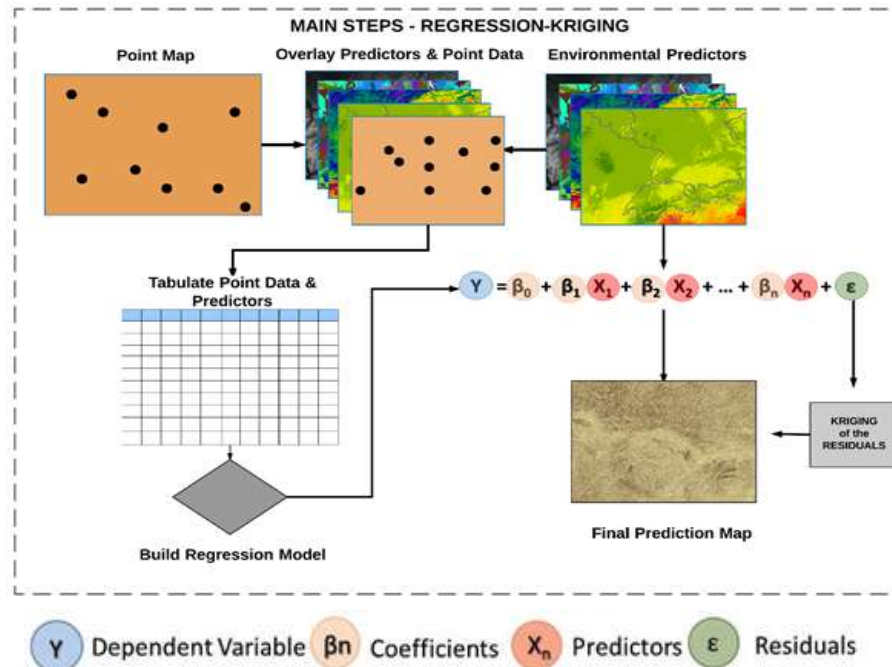 MAIN STEPS - REGRESSION-KRIGING
Point Map
Overlay Predictors & Point Data
Environmental Predictors
Tabulate Point Data &
Predictors
Y = β0 + β1 X1 + β2 X2 + ... + βn Xn + ε
KRIGING
of the
RESIDUALS
Build Regression Model
Final Prediction Map
Y Dependent Variable βn Coefficients Xn Predictors ε Residuals